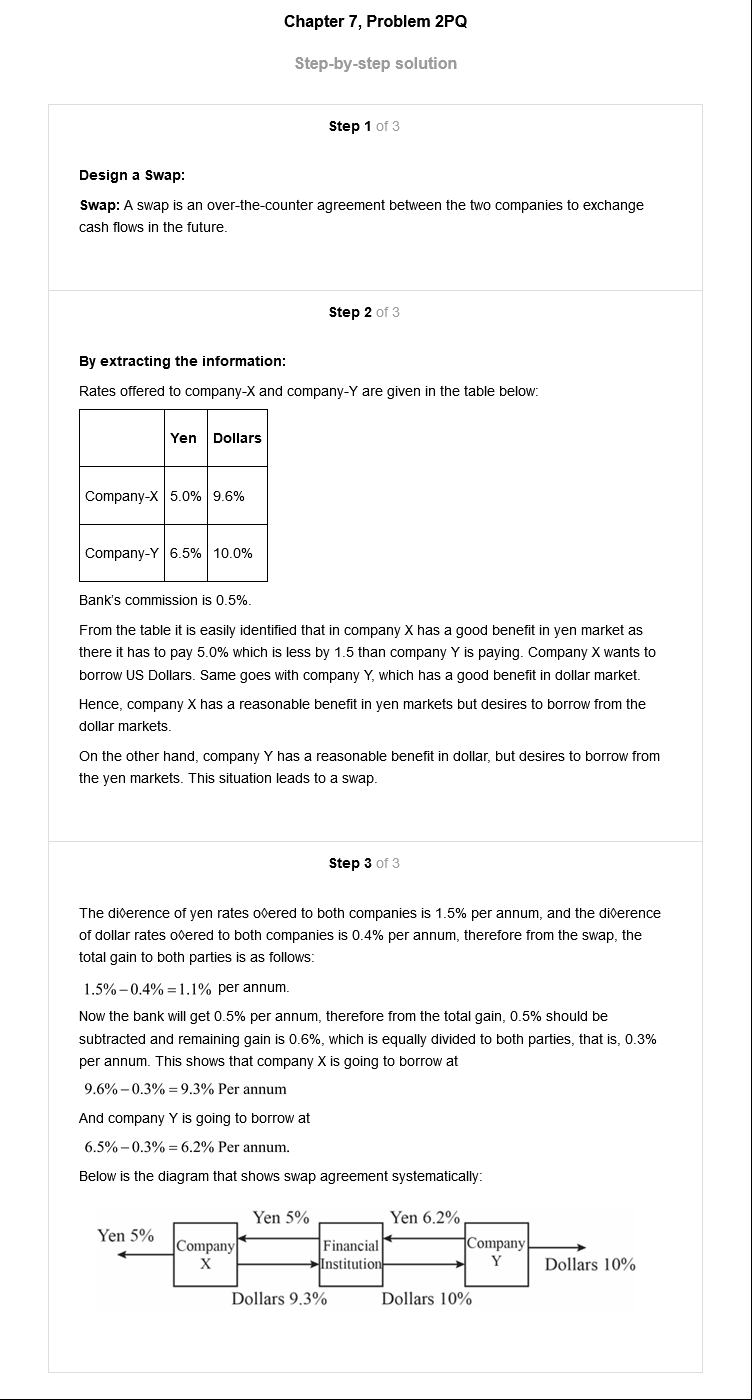 Chapter 7, Problem 2PQ
Step-by-step solution
Step 1 of 3
Design a Swap:
Swap: A swap is an over-the-counter agreement between the two companies to exchange
cash flows in the future.
Step 2 of 3
By extracting the information:
Rates offered to company-X and company-Y are given in the table below:
Yen Dollars
Company-X 5.0% 9.6%
Company-Y 6.5% 10.0%
Bank's commission is 0.5%.
From the table it is easily identified that in company X has a good benefit in yen market as
there it has to pay 5.0% which is less by 1.5 than company Y is paying. Company X wants to
borrow US Dollars. Same goes with company Y, which has a good benefit in dollar market.
Hence, company X has a reasonable benefit in yen markets but desires to borrow from the
dollar markets.
On the other hand, company Y has a reasonable benefit in dollar, but desires to borrow from
the yen markets. This situation leads to a swap.
Step 3 of 3
The di◊erence of yen rates o◊ered to both companies is 1.5% per annum, and the di◊erence
of dollar rates o◊ered to both companies is 0.4% per annum, therefore from the swap, the
total gain to both parties is as follows:
1.5% – 0.4% = 1.1% per annum.
Now the bank will get 0.5% per annum, therefore from the total gain, 0.5% should be
subtracted and remaining gain is 0.6%, which is equally divided to both parties, that is, 0.3%
per annum. This shows that company X is going to borrow at
9.6% – 0.3% = 9.3% Per annum
And company Y is going to borrow at
6.5% – 0.3% = 6.2% Per annum.
Below is the diagram that shows swap agreement systematically:
Yen 5% Yen 6.2%
Yen 5%
Company
X
Financial
Institution
Company
Y
Dollars 10%
Dollars 9.3% Dollars 10%